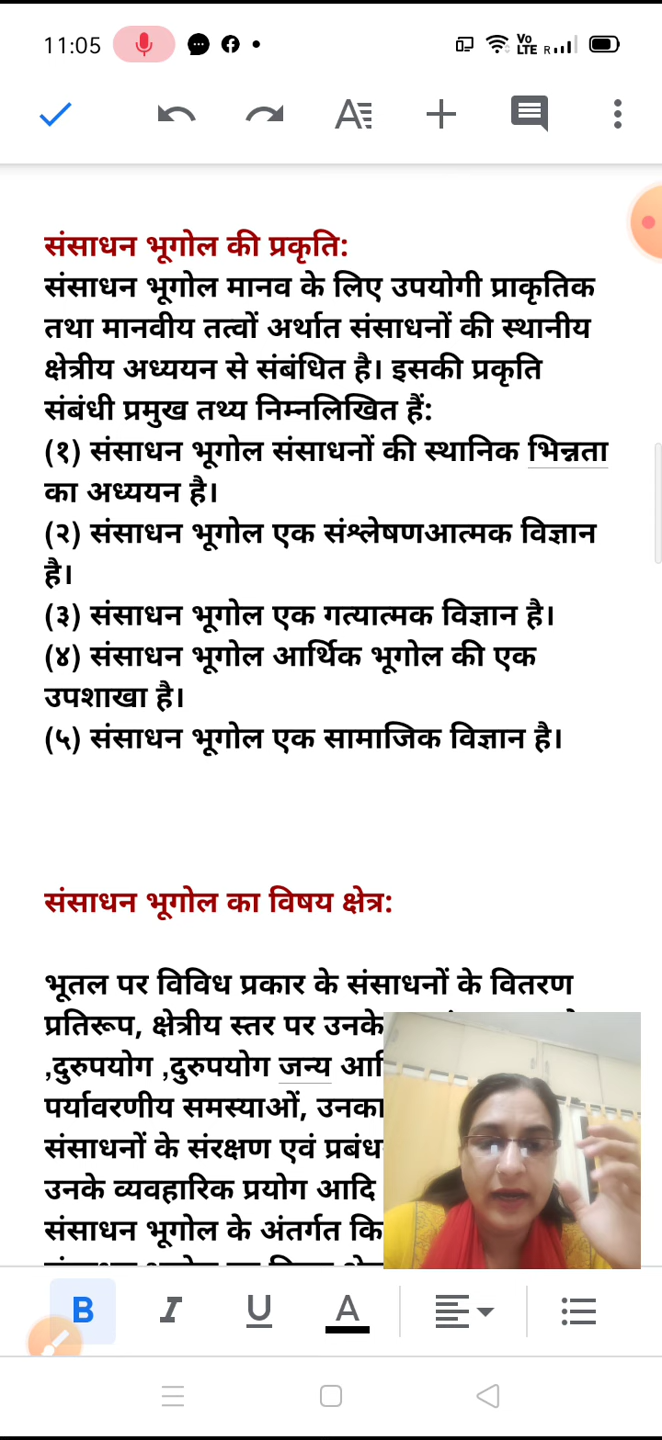 11:05
Vo
LTE R
संसाधन भूगोल की प्रकृति:
संसाधन भूगोल मानव के लिए उपयोगी प्राकृतिक
तथा मानवीय तत्वों अर्थात संसाधनों की स्थानीय
क्षेत्रीय अध्ययन से संबंधित है। इसकी प्रकृति
संबंधी प्रमुख तथ्य निम्नलिखित हैं:
(१) संसाधन भूगोल संसाधनों की स्थानिक भिन्नता
का अध्ययन है।
(२) संसाधन भूगोल एक संश्लेषणआत्मक विज्ञान
है।
(३) संसाधन भूगोल एक गत्यात्मक विज्ञान है।
(४) संसाधन भूगोल आर्थिक भूगोल की एक
उपशाखा है।
(५) संसाधन भूगोल एक सामाजिक विज्ञान है।
संसाधन भूगोल का विषय क्षेत्र:
भूतल पर विविध प्रकार के संसाधनों के वितरण
प्रतिरूप, क्षेत्रीय स्तर पर उनके
,दुरुपयोग ,दुरुपयोग जन्य
पर्यावरणीय समस्याओं,
संसाधनों के संरक्षण एवं
उनके व्यवहारिक प्रयोग आदि
संसाधन भूगोल के अंतर्गत
B I U A